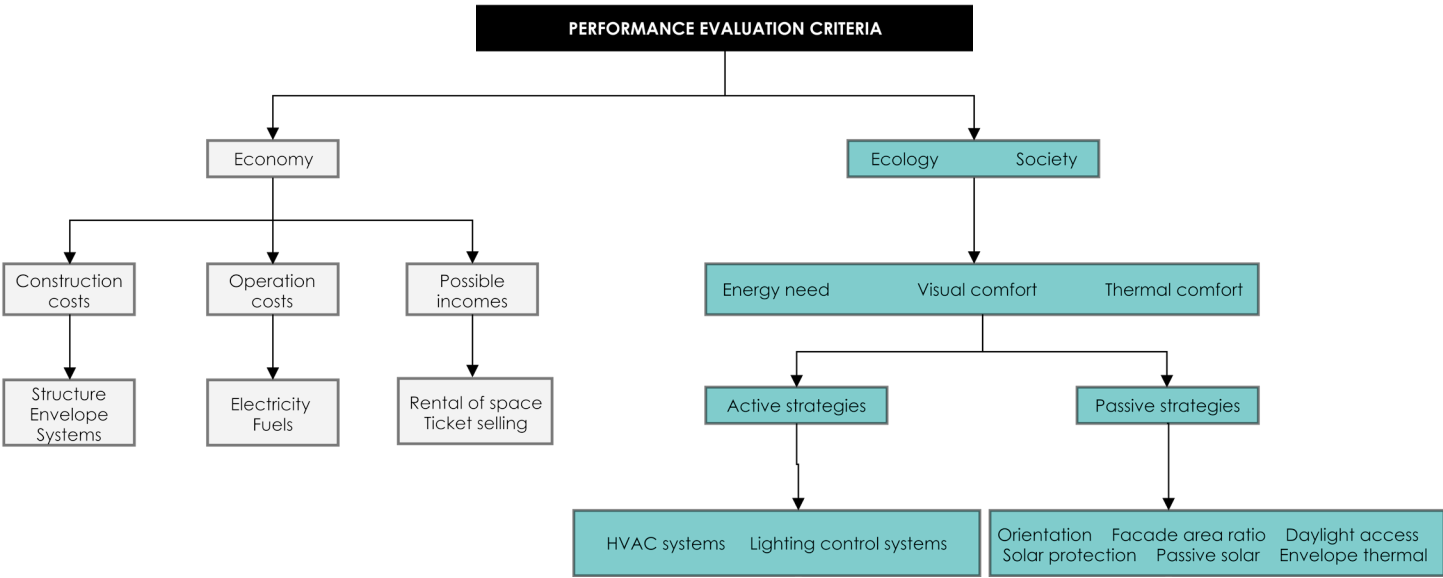 PERFORMANCE EVALUATION CRITERIA
Economy
Ecology Society
Construction
costs
Operation
costs
Possible
incomes
Energy need Visual comfort Thermal comfort
Structure
Envelope
Systems
Electricity
Fuels
Rental of space
Ticket selling
Active strategies
Passive strategies
HVAC systems Lighting control systems
Orientation Facade area ratio Daylight access
Solar protection Passive solar Envelope thermal